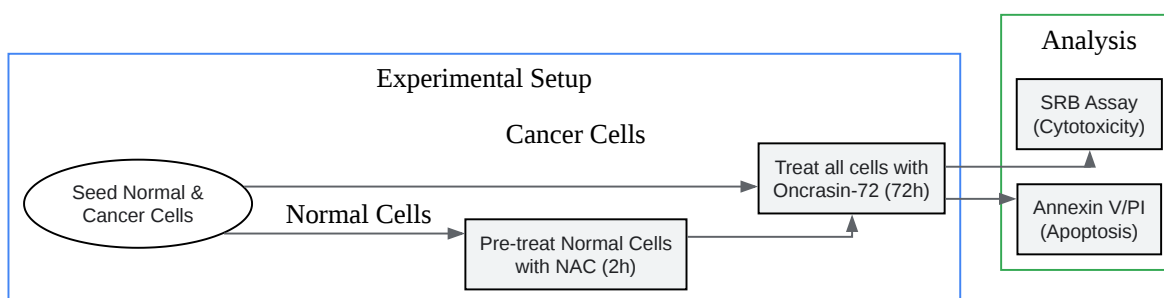 Analysis
Experimental Setup
SRB Assay
(Cytotoxicity)
Cancer Cells
Treat all cells with
Oncrasin-72 (72h)
Seed Normal &
Cancer Cells
Normal Cells
Annexin V/PI
(Apoptosis)
Pre-treat Normal Cells
with NAC (2h)